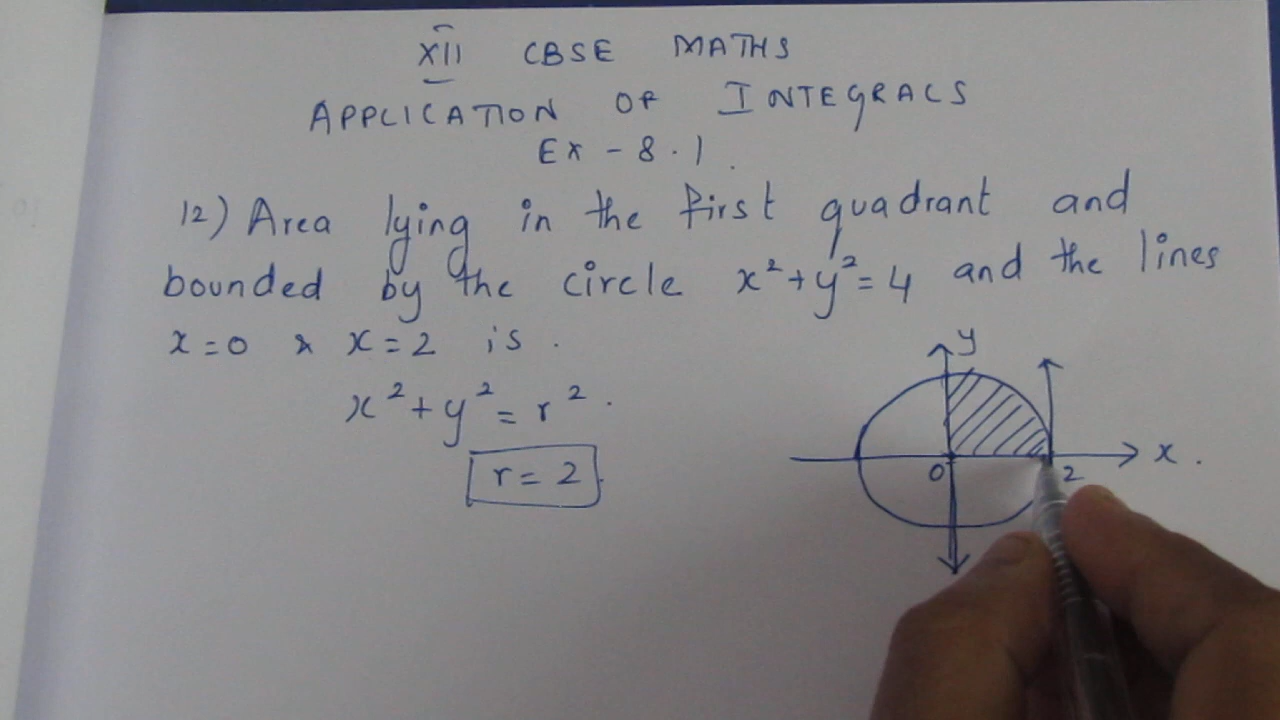 XII CBSE MATHS
APPLICATION OF INTEGRALS
Ex - 8.1.
12) Area lying in the first quadrant and
bounded by the circle x² + y² = 4 and the lines
x = 0 & x = 2 is.
x² + y² = r².
r = 2
y
x.
0
2